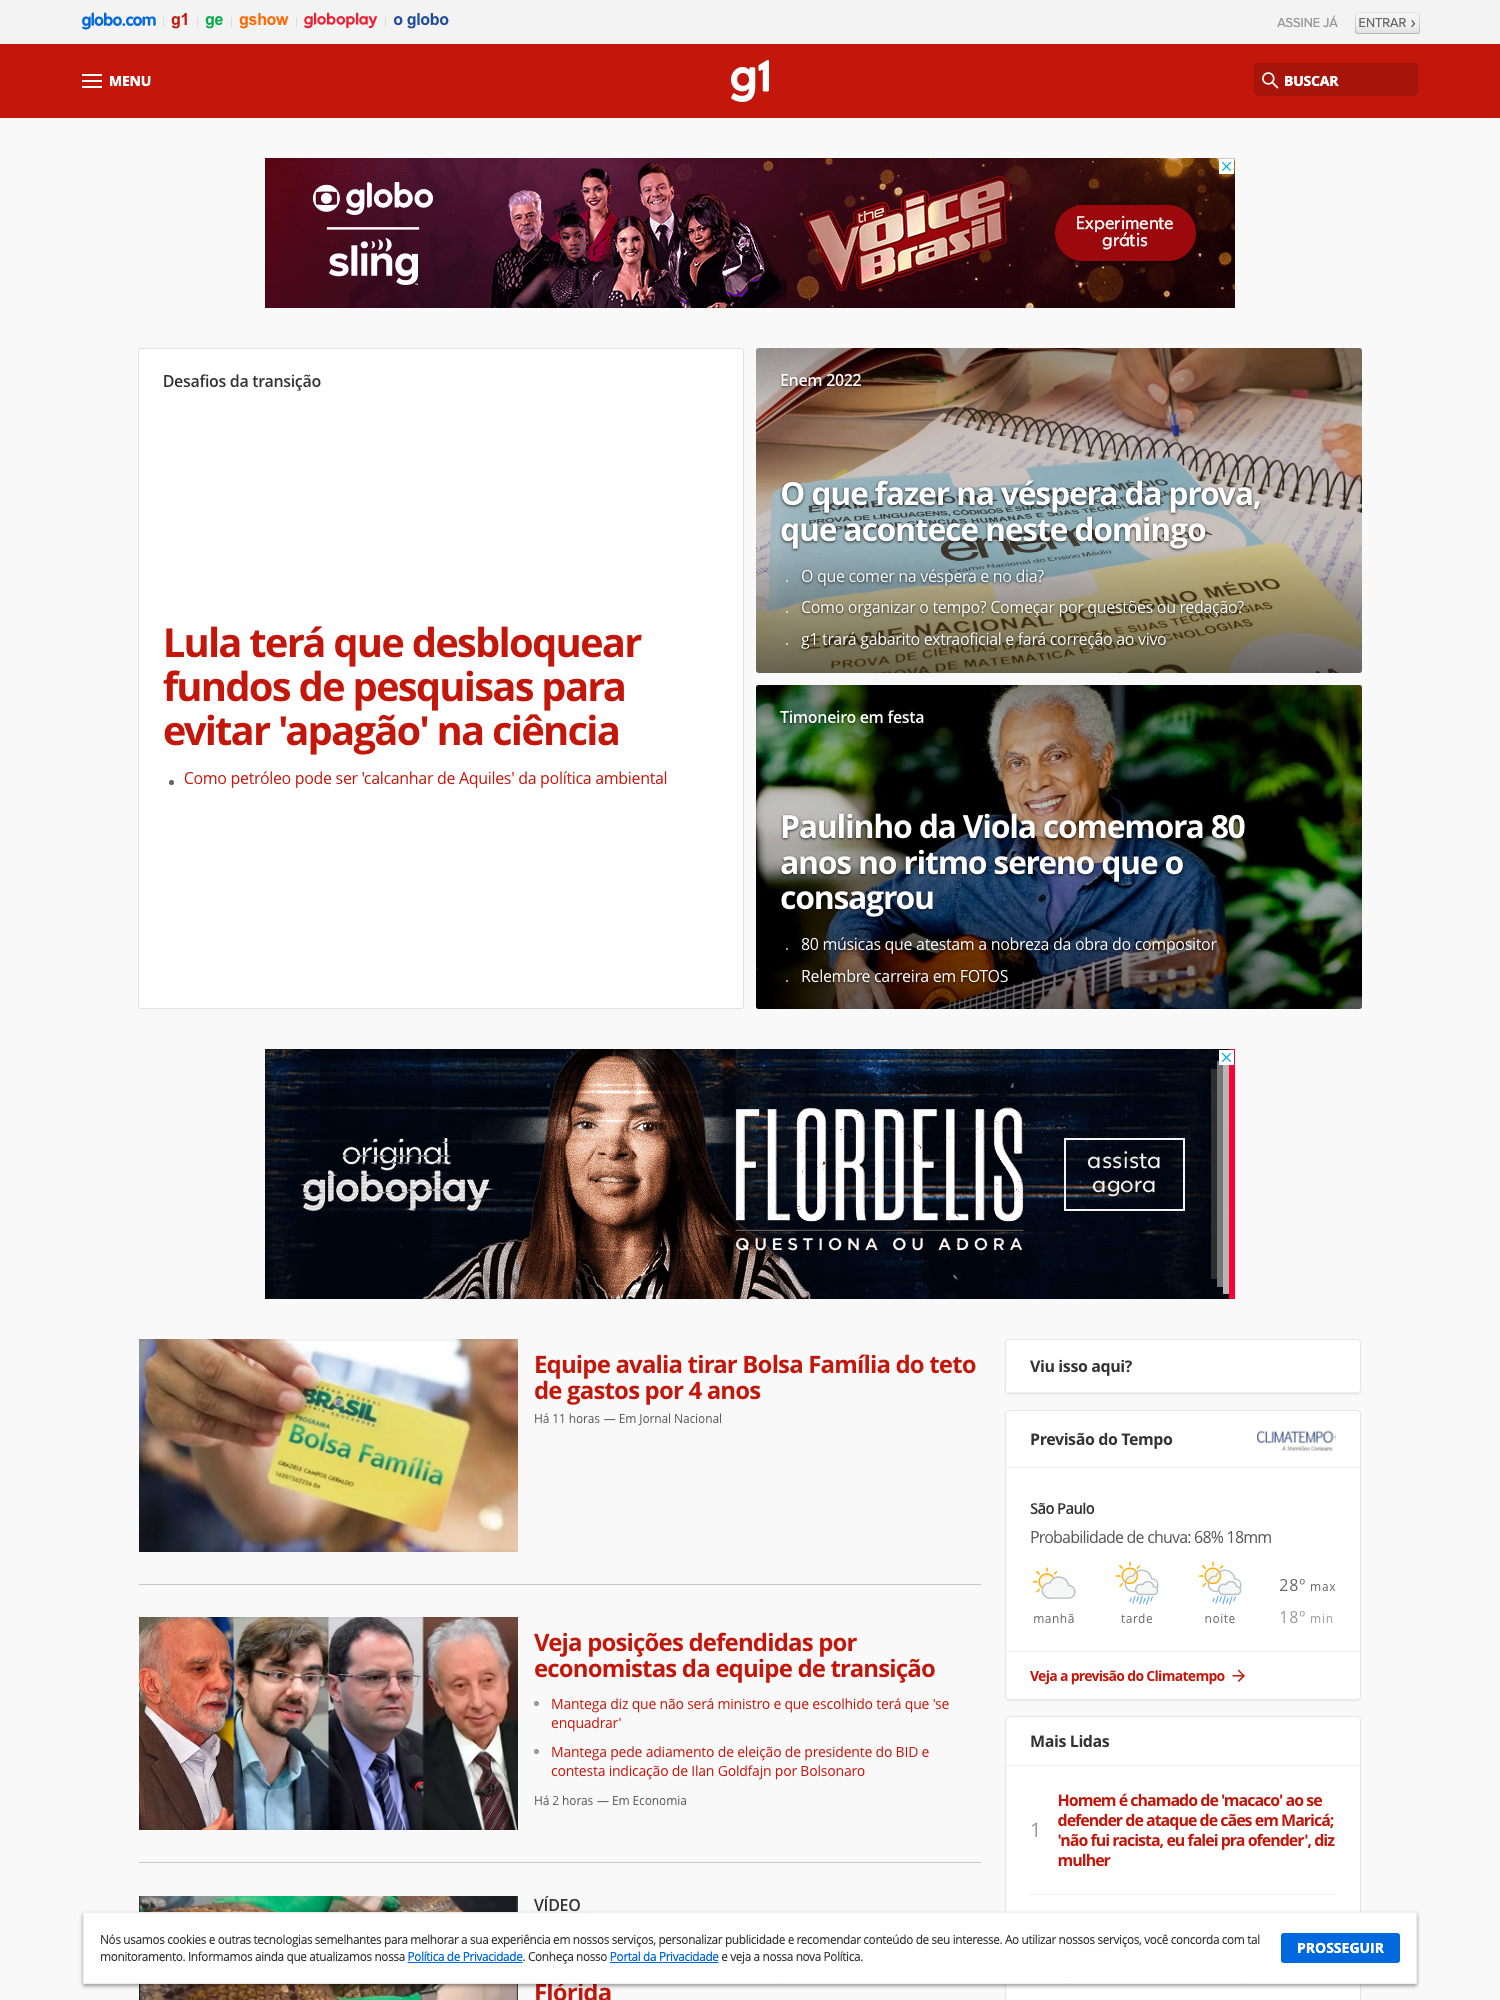 globo.com g1 ge gshow globoplay o globo ASSINE JÁ ENTRAR ›
MENU g1 BUSCAR
globo
sling
the Voice Brasil
Experimente
grátis
Desafios da transição
Lula terá que desbloquear
fundos de pesquisas para
evitar 'apagão' na ciência
Como petróleo pode ser 'calcanhar de Aquiles' da política ambiental
Enem 2022
O que fazer na véspera da prova,
que acontece neste domingo
. O que comer na véspera e no dia?
. Como organizar o tempo? Começar por questões ou redação?
. g1 trará gabarito extraoficial e fará correção ao vivo
Timoneiro em festa
Paulinho da Viola comemora 80
anos no ritmo sereno que o
consagrou
. 80 músicas que atestam a nobreza da obra do compositor
. Relembre carreira em FOTOS
original
globoplay
FLORDELIS
QUESTIONA OU ADORA
assista
agora
BRASIL
PROGRAMA
Bolsa Família
GRAZIELE CAMPOS GERALDO
Equipe avalia tirar Bolsa Família do teto
de gastos por 4 anos
Há 11 horas — Em Jornal Nacional
Veja posições defendidas por
economistas da equipe de transição
Mantega diz que não será ministro e que escolhido terá que 'se
enquadrar'
Mantega pede adiamento de eleição de presidente do BID e
contesta indicação de Ilan Goldfajn por Bolsonaro
Há 2 horas — Em Economia
VÍDEO
Flórida
Viu isso aqui?
Previsão do Tempo CLIMATEMPO
A StormGeo Company
São Paulo
Probabilidade de chuva: 68% 18mm
manhã tarde noite
28º max
18º min
Veja a previsão do Climatempo
Mais Lidas
1
Homem é chamado de 'macaco' ao se
defender de ataque de cães em Maricá;
'não fui racista, eu falei pra ofender', diz
mulher
Nós usamos cookies e outras tecnologias semelhantes para melhorar a sua experiência em nossos serviços, personalizar publicidade e recomendar conteúdo de seu interesse. Ao utilizar nossos serviços, você concorda com tal
monitoramento. Informamos ainda que atualizamos nossa Política de Privacidade. Conheça nosso Portal da Privacidade e veja a nossa nova Política.
PROSSEGUIR